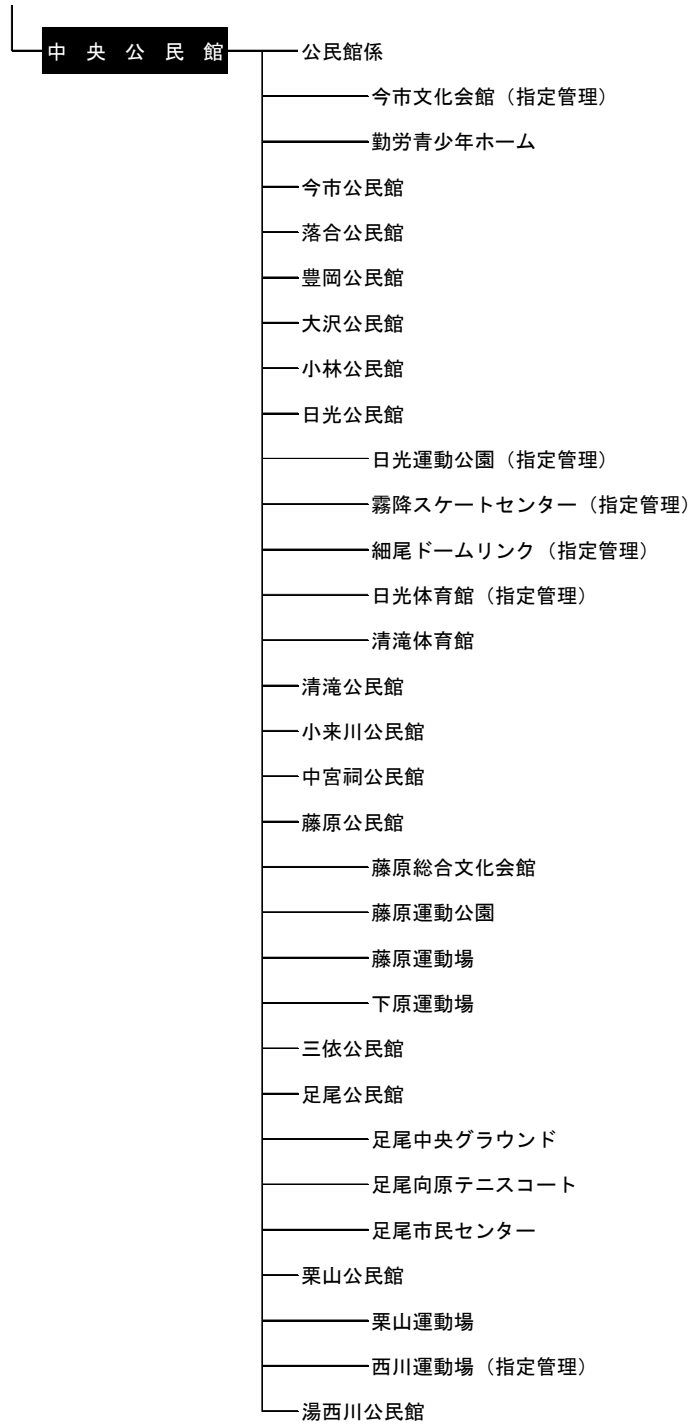 中央公民館
公民館係
今市文化会館（指定管理）
勤労青少年ホーム
今市公民館
落合公民館
豊岡公民館
大沢公民館
小林公民館
日光公民館
日光運動公園（指定管理）
霧降スケートセンター（指定管理）
細尾ドームリンク（指定管理）
日光体育館（指定管理）
清滝体育館
清滝公民館
小来川公民館
中宮祠公民館
藤原公民館
藤原総合文化会館
藤原運動公園
藤原運動場
下原運動場
三依公民館
足尾公民館
足尾中央グラウンド
足尾向原テニスコート
足尾市民センター
栗山公民館
栗山運動場
西川運動場（指定管理）
湯西川公民館